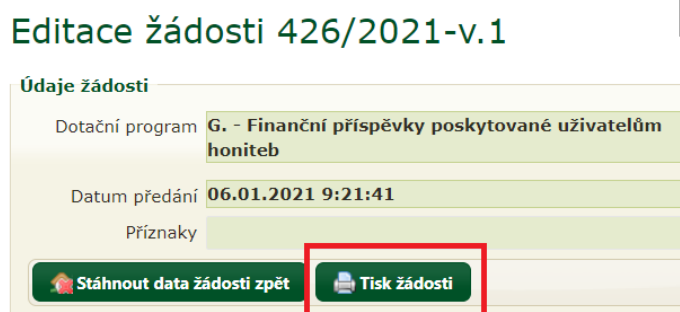 Editace žádosti 426/2021-v.1
Údaje žádosti
Dotační program G. - Finanční příspěvky poskytované uživatelům
honiteb
Datum předání 06.01.2021 9:21:41
Příznaky
Stáhnout data žádosti zpět Tisk žádosti